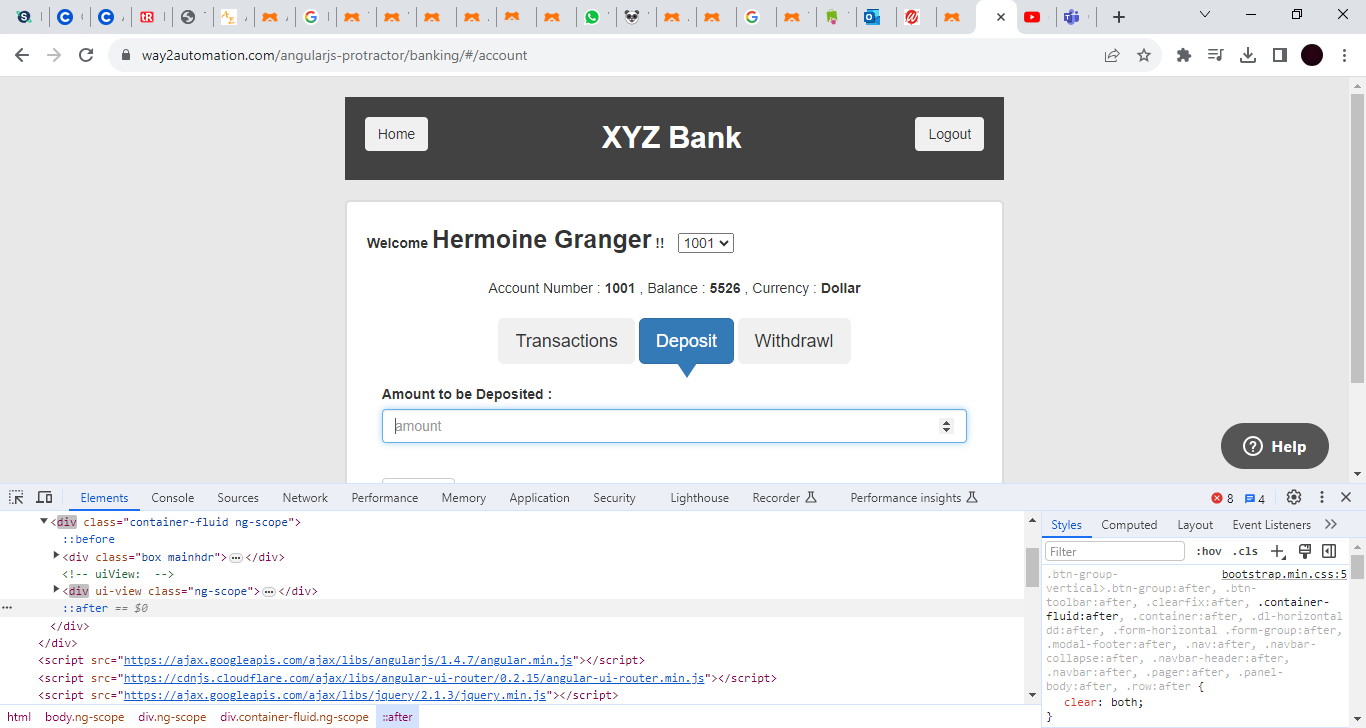 way2automation.com/angularjs-protractor/banking/#/account
Home
XYZ Bank
Logout
Welcome Hermoine Granger !! 1001
Account Number : 1001 , Balance : 5526 , Currency : Dollar
Transactions Deposit Withdrawl
Amount to be Deposited :
amount
Help
Elements Console Sources Network Performance Memory Application Security Lighthouse Recorder Performance insights 8 4
<div class="container-fluid ng-scope">
::before
<div class="box mainhdr"></div>
<!-- uiView:  -->
<div ui-view class="ng-scope"></div>
::after == $0
</div>
</div>
<script src="https://ajax.googleapis.com/ajax/libs/angularjs/1.4.7/angular.min.js"></script>
<script src="https://cdnjs.cloudflare.com/ajax/libs/angular-ui-router/0.2.15/angular-ui-router.min.js"></script>
<script src="https://ajax.googleapis.com/ajax/libs/jquery/2.1.3/jquery.min.js"></script>
html body.ng-scope div.ng-scope div.container-fluid.ng-scope ::after
Styles Computed Layout Event Listeners
Filter :hov .cls
.btn-group- bootstrap.min.css:5
vertical>.btn-group:after, .btn-
toolbar:after, .clearfix:after, .container-
fluid:after, .container:after, .dl-horizontal
dd:after, .form-horizontal .form-group:after,
.modal-footer:after, .nav:after, .navbar-
collapse:after, .navbar-header:after,
.navbar:after, .pager:after, .panel-
body:after, .row:after {
clear: both;
}